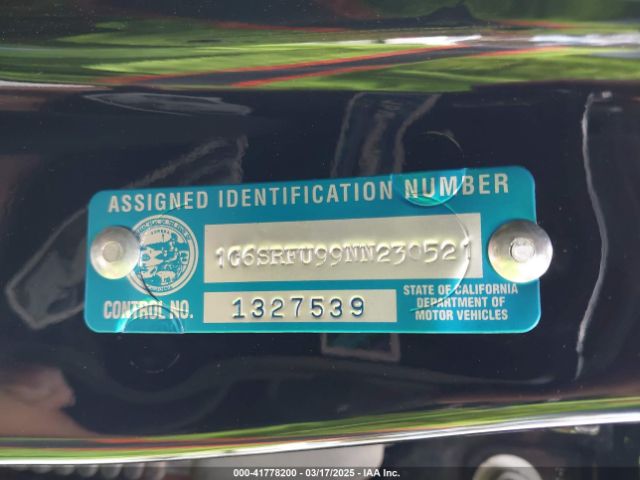 ASSIGNED IDENTIFICATION NUMBER
1C6SRFU99NN230521
CONTROL NO. 1327539
STATE OF CALIFORNIA
DEPARTMENT OF
MOTOR VEHICLES
000-41778200 — 03/17/2025 — IAA Inc.